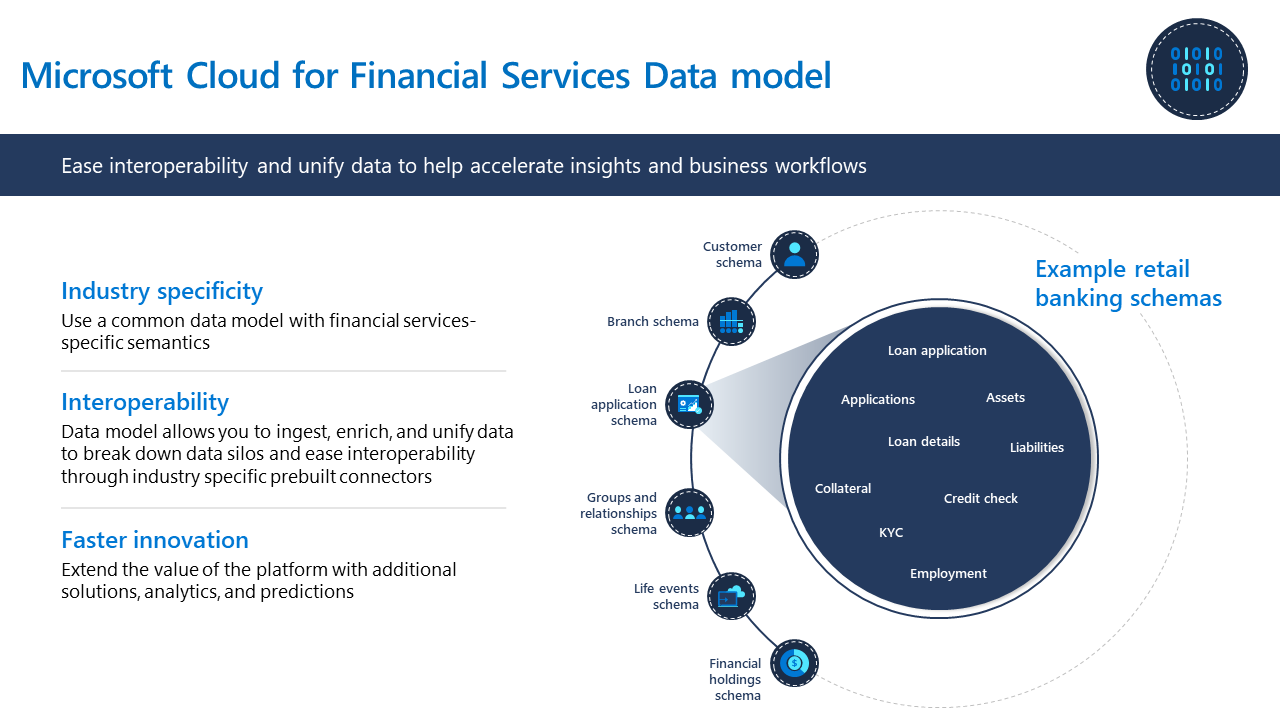 Microsoft Cloud for Financial Services Data model
01010
10101
01010
Ease interoperability and unify data to help accelerate insights and business workflows
Industry specificity
Use a common data model with financial services-
specific semantics
Interoperability
Data model allows you to ingest, enrich, and unify data
to break down data silos and ease interoperability
through industry specific prebuilt connectors
Faster innovation
Extend the value of the platform with additional
solutions, analytics, and predictions
Customer
schema
Branch schema
Loan
application
schema
Groups and
relationships
schema
Life events
schema
Financial
holdings
schema
$
Example retail
banking schemas
Loan application
Applications
Assets
Loan details
Liabilities
Collateral
Credit check
KYC
Employment